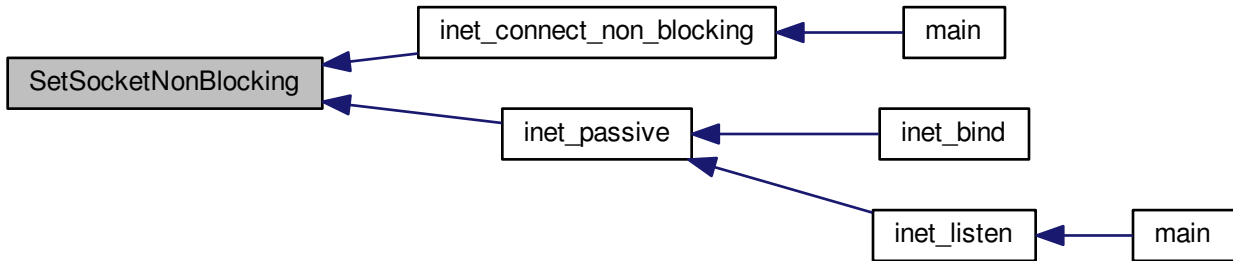 SetSocketNonBlocking
inet_connect_non_blocking
main
inet_passive
inet_bind
inet_listen
main